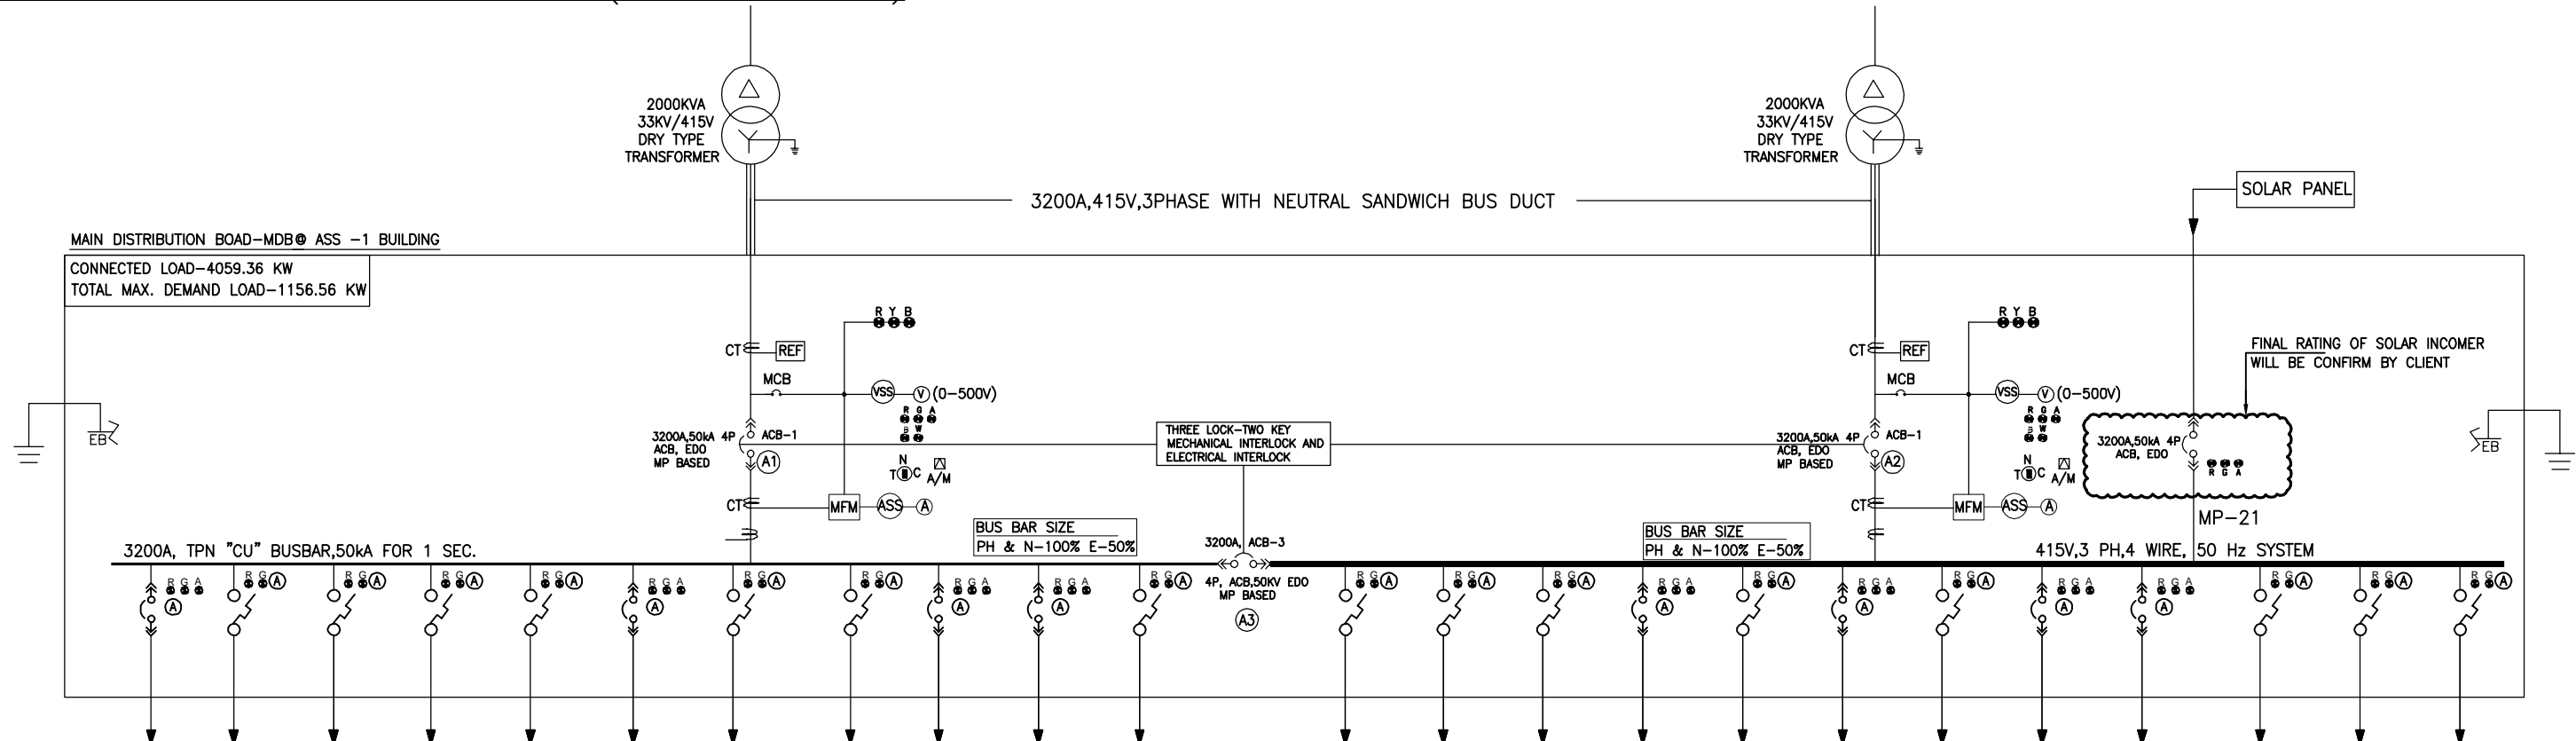 2000KVA
33KV/415V
DRY TYPE
TRANSFORMER
2000KVA
33KV/415V
DRY TYPE
TRANSFORMER
3200A,415V,3PHASE WITH NEUTRAL SANDWICH BUS DUCT
SOLAR PANEL
MAIN DISTRIBUTION BOAD-MDB@ ASS -1 BUILDING
CONNECTED LOAD-4059.36 KW
TOTAL MAX. DEMAND LOAD-1156.56 KW
R Y B
CT REF
MCB
VSS V (0-500V)
R G A
B W
3200A,50kA 4P
ACB, EDO
MP BASED
ACB-1
A1
N
T C
A/M
CT
MFM ASS A
THREE LOCK-TWO KEY
MECHANICAL INTERLOCK AND
ELECTRICAL INTERLOCK
R Y B
CT REF
MCB
VSS V (0-500V)
R G A
B W
3200A,50kA 4P
ACB, EDO
MP BASED
ACB-1
A2
N
T C
A/M
CT
MFM ASS A
FINAL RATING OF SOLAR INCOMER
WILL BE CONFIRM BY CLIENT
3200A,50kA 4P
ACB, EDO
R G A
MP-21
EB
EB
BUS BAR SIZE
PH & N-100% E-50%
BUS BAR SIZE
PH & N-100% E-50%
3200A, TPN "CU" BUSBAR,50kA FOR 1 SEC.
3200A, ACB-3
4P, ACB,50KV EDO
MP BASED
A3
415V,3 PH,4 WIRE, 50 Hz SYSTEM
R G A
A
R G A
R G A
R G A
R G A
R G A
A
R G A
R G A
R G A
A
R G A
A
R G A
R G A
R G A
R G A
R G A
A
R G A
R G A
A
R G A
R G A
A
R G A
A
R G A
R G A
R G A